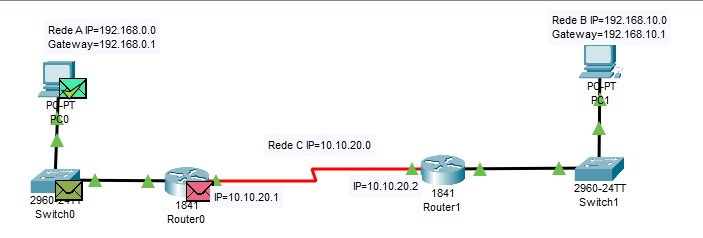 Rede A IP=192.168.0.0
Gateway=192.168.0.1
Rede B IP=192.168.10.0
Gateway=192.168.10.1
PC-PT
PC0
PC-PT
PC1
Rede C IP=10.10.20.0
2960-24TT
Switch0
1841
Router0
IP=10.10.20.1
IP=10.10.20.2
1841
Router1
2960-24TT
Switch1